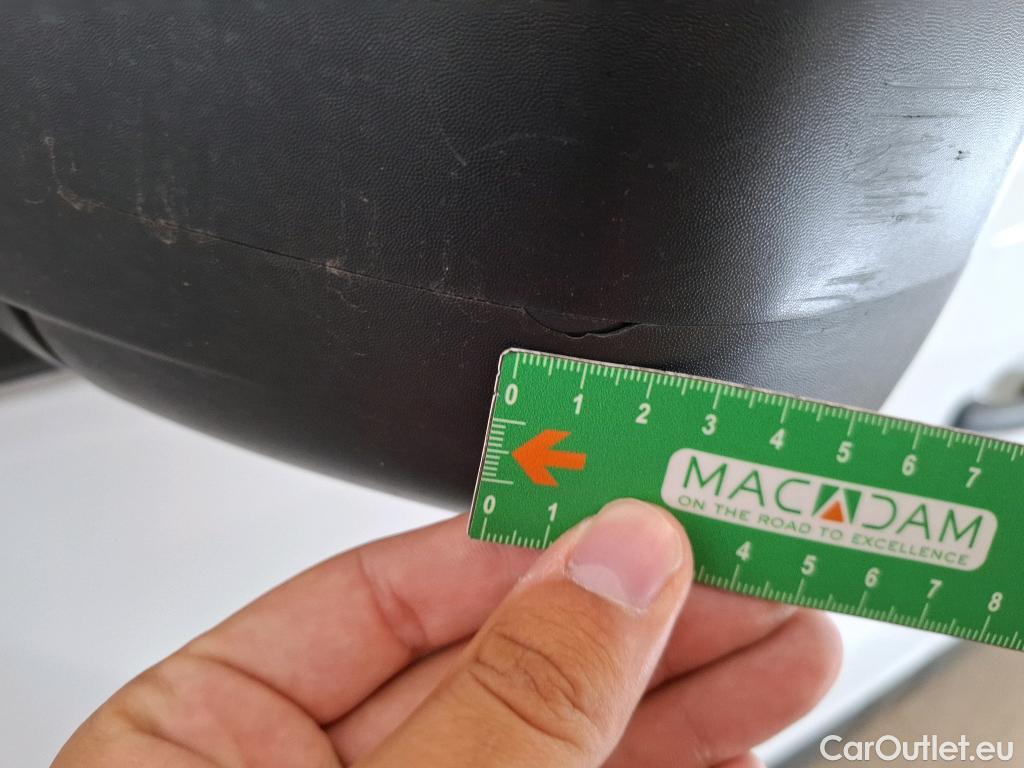 0 1 2 3 4 5 6 7
MACADAM
ON THE ROAD TO EXCELLENCE
0 1 4 5 6 7 8
CarOutlet.eu